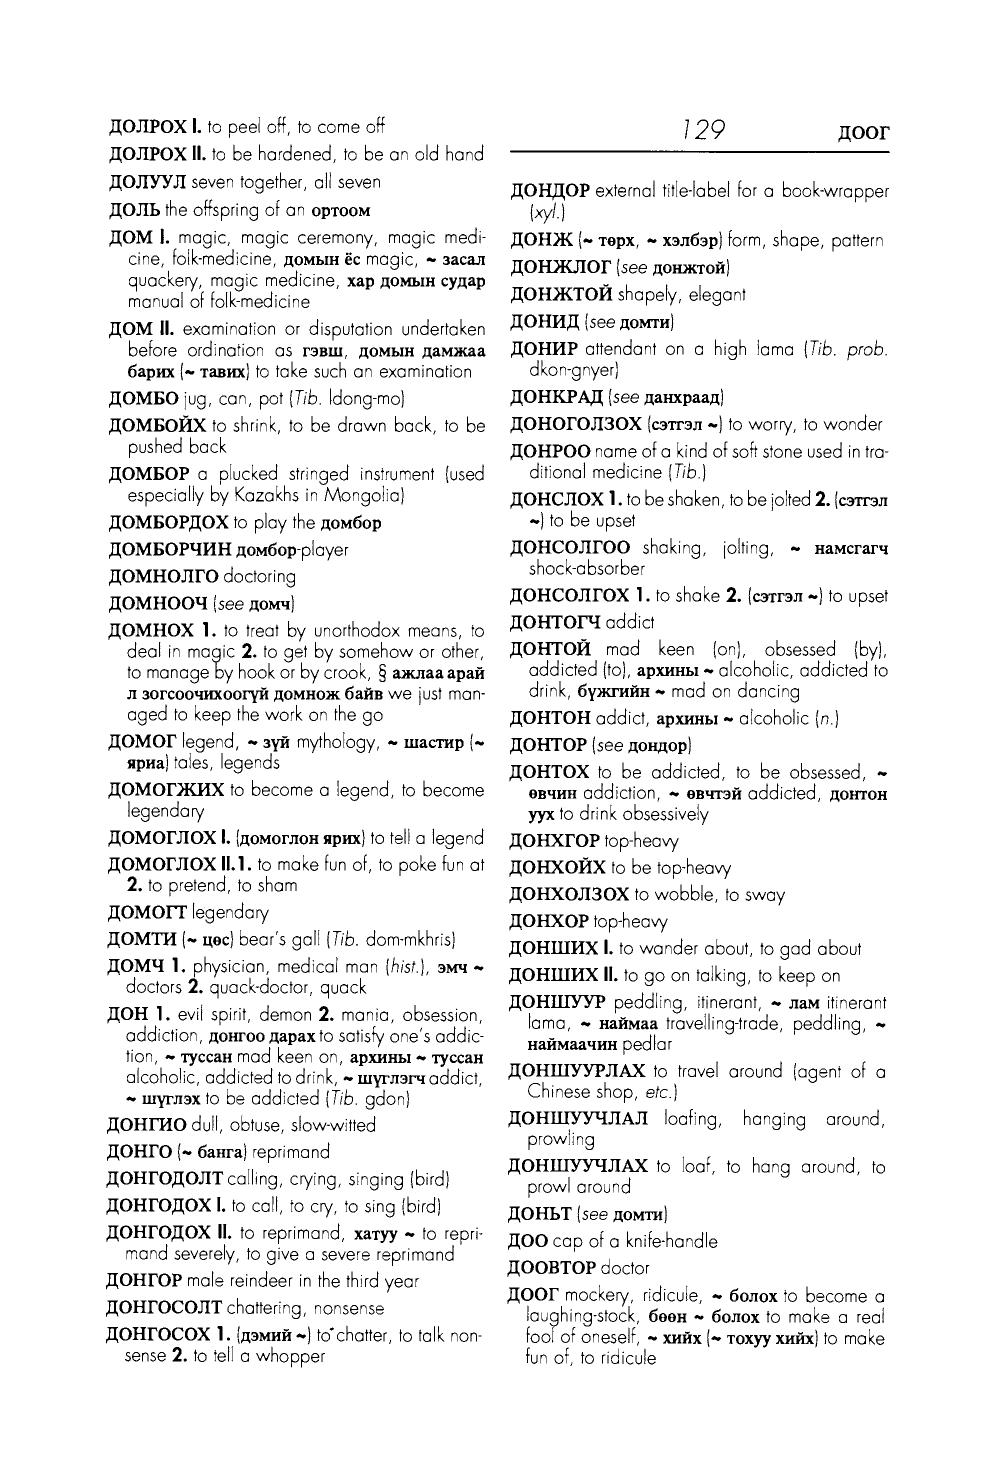 ДОЛРОХ I. to peel off, to come off
ДОЛРОХ II. to be hardened, to be an old hand
ДОЛУУЛ seven together, all seven
ДОЛЬ the offspring of an ортоом
ДОМ I. magic, magic ceremony, magic medi-
cine, folk-medicine, домын ёс magic, ~ засал
quackery, magic medicine, хар домын судар
manual of folk-medicine
ДОМ II. examination or disputation undertaken
before ordination as гэвш, домын дамжаа
барих (~ тавих) to take such an examination
ДОМБО jug, can, pot (Tib. ldong-mo)
ДОМБОЙХ to shrink, to be drawn back, to be
pushed back
ДОМБОР a plucked stringed instrument (used
especially by Kazakhs in Mongolia)
ДОМБОРДОХ to play the домбор
ДОМБОРЧИН домбор-player
ДОМНОЛГО doctoring
ДОМНООЧ (see домч)
ДОМНОХ 1. to treat by unorthodox means, to
deal in magic 2. to get by somehow or other,
to manage by hook or by crook, § ажлаа арай
л зогсоочихоогүй домнож байв we just man-
aged to keep the work on the go
ДОМОГ legend, ~ зүй mythology, ~ шастир (~
яриа) tales, legends
ДОМОГЖИХ to become a legend, to become
legendary
ДОМОГЛОХ I. (домоглон ярих) to tell a legend
ДОМОГЛОХ II.1. to make fun of, to poke fun at
2. to pretend, to sham
ДОМОГТ legendary
ДОМТИ (~ цөс) bear's gall (Tib. dom-mkhris)
ДОМЧ 1. physician, medical man (hist.), эмч ~
doctors 2. quack-doctor, quack
ДОН 1. evil spirit, demon 2. mania, obsession,
addiction, донгоо дарах to satisfy one's addic-
tion, ~ туссан mad keen on, архины ~ туссан
alcoholic, addicted to drink, ~ шүглэгч addict,
~ шүглэх to be addicted (Tib. gdon)
ДОНГИО dull, obtuse, slow-witted
ДОНГО (~ банга) reprimand
ДОНГОДОЛТ calling, crying, singing (bird)
ДОНГОДОХ I. to call, to cry, to sing (bird)
ДОНГОДОХ II. to reprimand, хатуу ~ to repri-
mand severely, to give a severe reprimand
ДОНГОР male reindeer in the third year
ДОНГОСОЛТ chattering, nonsense
ДОНГОСОХ 1. (дэмий ~) to chatter, to talk non-
sense 2. to tell a whopper
129 ДООГ
ДОНДОР external title-label for a book-wrapper
(xyl.)
ДОНЖ (~ төрх, ~ хэлбэр) form, shape, pattern
ДОНЖЛОГ (see донжтой)
ДОНЖТОЙ shapely, elegant
ДОНИД (see домти)
ДОНИР attendant on a high lama (Tib. prob.
dkon-gnyer)
ДОНКРАД (see данхраад)
ДОНОГОЛЗОХ (сэтгэл ~) to worry, to wonder
ДОНРОО name of a kind of soft stone used in tra-
ditional medicine (Tib.)
ДОНСЛОХ 1. to be shaken, to be jolted 2. (сэтгэл
~) to be upset
ДОНСОЛГОО shaking, jolting, ~ намсгагч
shock-absorber
ДОНСОЛГОХ 1. to shake 2. (сэтгэл ~) to upset
ДОНТОГЧ addict
ДОНТОЙ mad keen (on), obsessed (by),
addicted (to), архины ~ alcoholic, addicted to
drink, бүжгийн ~ mad on dancing
ДОНТОН addict, архины ~ alcoholic (n.)
ДОНТОР (see дондор)
ДОНТОХ to be addicted, to be obsessed, ~
өвчин addiction, ~ өвчтэй addicted, донтон
уух to drink obsessively
ДОНХГОР top-heavy
ДОНХОЙХ to be top-heavy
ДОНХОЛЗОХ to wobble, to sway
ДОНХОР top-heavy
ДОНШИХ I. to wander about, to gad about
ДОНШИХ II. to go on talking, to keep on
ДОНШУУР peddling, itinerant, ~ лам itinerant
lama, ~ наймаа travelling-trade, peddling, ~
наймаачин pedlar
ДОНШУУРЛАХ to travel around (agent of a
Chinese shop, etc.)
ДОНШУУЧЛАЛ loafing, hanging around,
prowling
ДОНШУУЧЛАХ to loaf, to hang around, to
prowl around
ДОНЬТ (see домти)
ДОО cap of a knife-handle
ДООВТОР doctor
ДООГ mockery, ridicule, ~ болох to become a
laughing-stock, бөөн ~ болох to make a real
fool of oneself, ~ хийх (~ тохуу хийх) to make
fun of, to ridicule